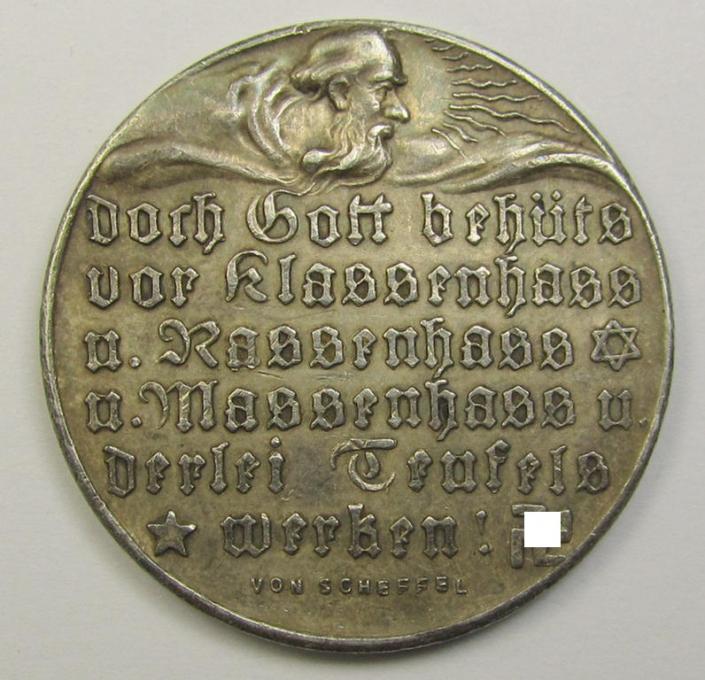 doch Gott behüts
vor Klassenhass
u. Rassenhass
u. Massenhass u.
derlei Teufels
werken!
VON SCHEFFEL